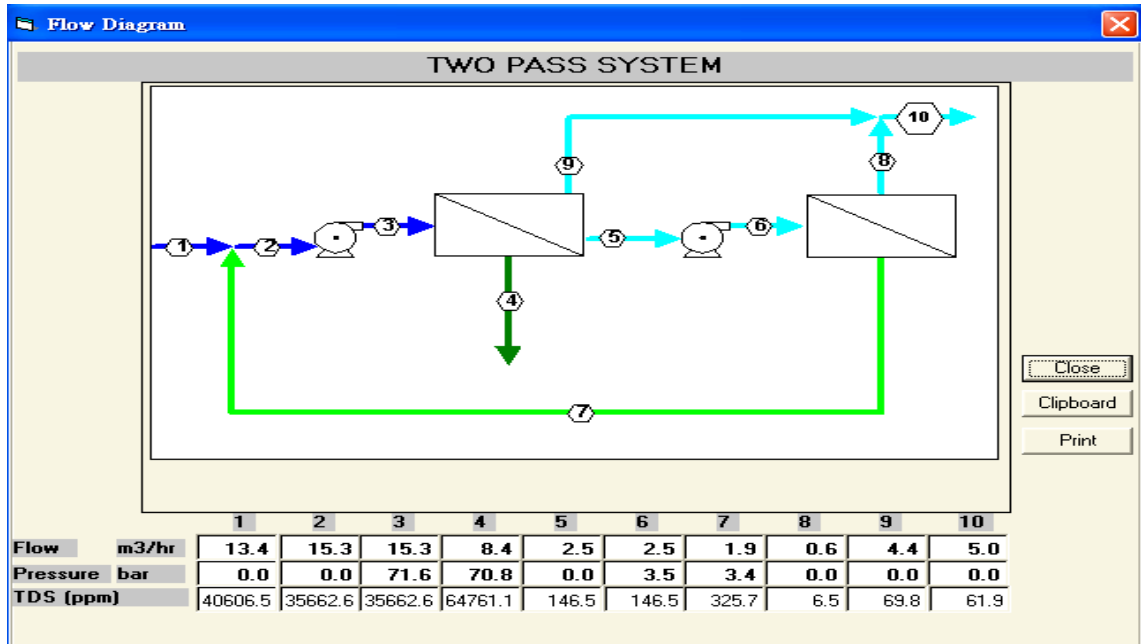 Flow Diagram
TWO PASS SYSTEM
10
9
8
3
6
1
2
5
4
7
Close
Clipboard
Print
1 2 3 4 5 6 7 8 9 10
Flow m3/hr 13.4 15.3 15.3 8.4 2.5 2.5 1.9 0.6 4.4 5.0
Pressure bar 0.0 0.0 71.6 70.8 0.0 3.5 3.4 0.0 0.0 0.0
TDS (ppm) 40606.5 35662.6 35662.6 64761.1 146.5 146.5 325.7 6.5 69.8 61.9